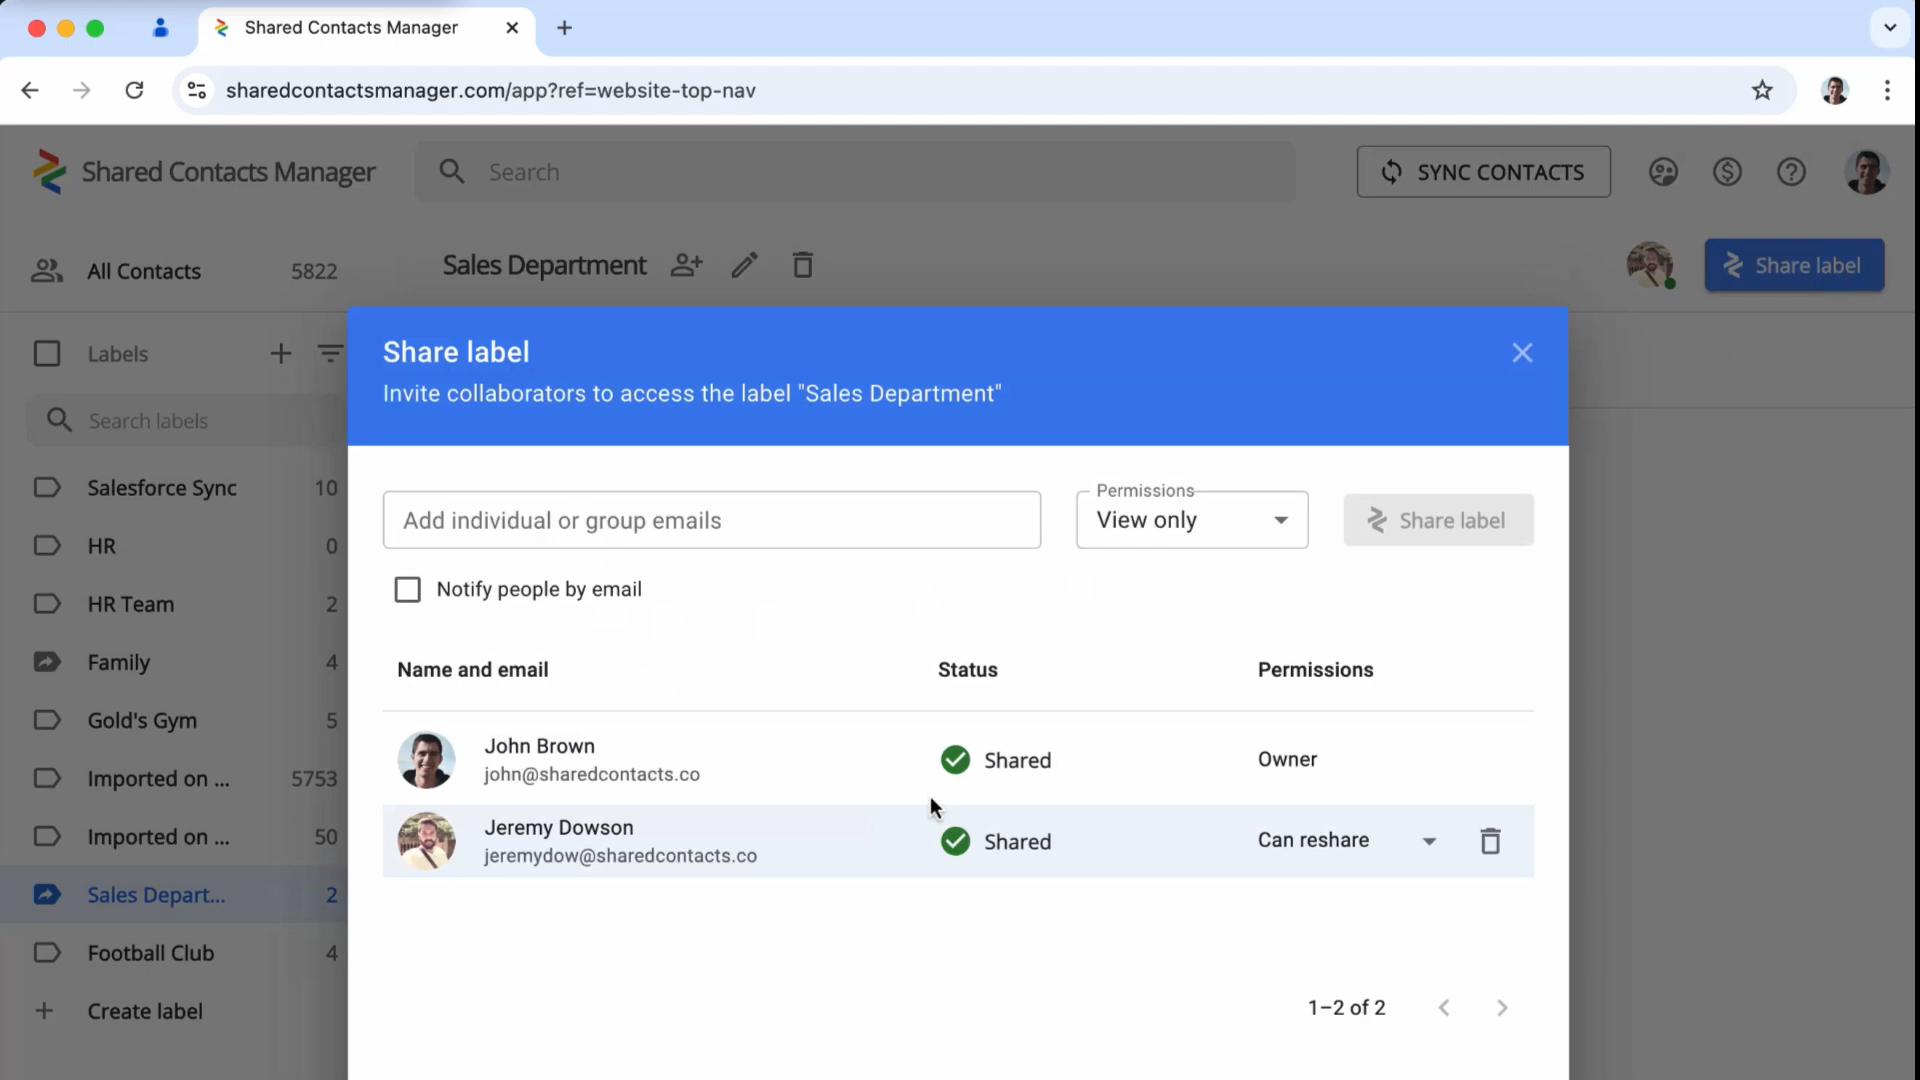 Shared Contacts Manager
sharedcontactsmanager.com/app?ref=website-top-nav
Shared Contacts Manager
Search
SYNC CONTACTS
All Contacts 5822
Sales Department
Share label
Labels
Search labels
Salesforce Sync 10
HR 0
HR Team 2
Family 4
Gold's Gym 5
Imported on ... 5753
Imported on ... 50
Sales Depart... 2
Football Club 4
Create label
Share label
Invite collaborators to access the label "Sales Department"
Add individual or group emails
Permissions
View only
Share label
Notify people by email
Name and email Status Permissions
John Brown
john@sharedcontacts.co
Shared
Owner
Jeremy Dowson
jeremydow@sharedcontacts.co
Shared
Can reshare
1–2 of 2